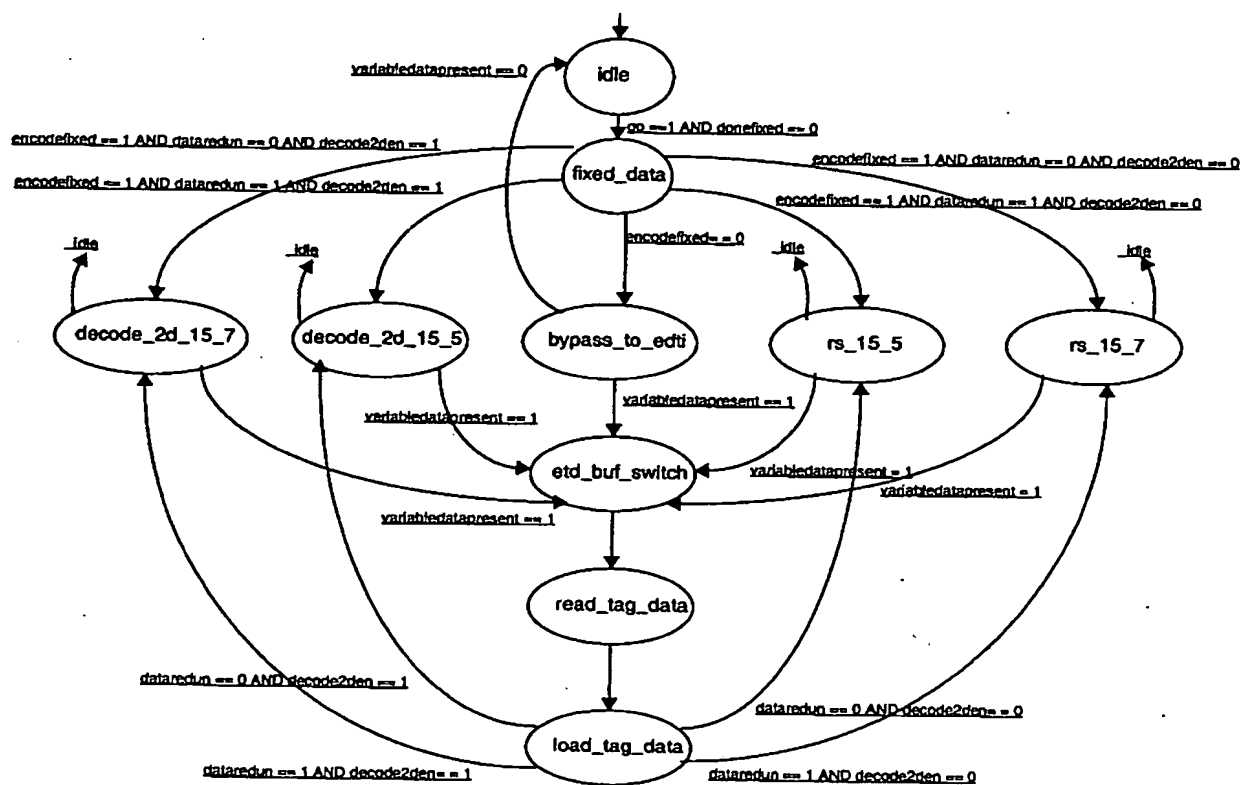 idle
variabledatapresent == 0
go ==1 AND donefixed == 0
encodefixed == 1 AND dataredun == 0 AND decode2den == 1
encodefixed == 1 AND dataredun == 0 AND decode2den == 0
fixed_data
encodefixed == 1 AND dataredun == 1 AND decode2den == 1
encodefixed == 1 AND dataredun == 1 AND decode2den == 0
encodefixed= = 0
_idle
_idle
_idle
_idle
decode_2d_15_7
decode_2d_15_5
bypass_to_edti
rs_15_5
rs_15_7
variabledatapresent == 1
variabledatapresent == 1
etd_buf_switch
variabledatapresent = 1
variabledatapresent = 1
variabledatapresent == 1
read_tag_data
dataredun == 0 AND decode2den == 1
dataredun == 0 AND decode2den= = 0
load_tag_data
dataredun == 1 AND decode2den= = 1
dataredun == 1 AND decode2den == 0